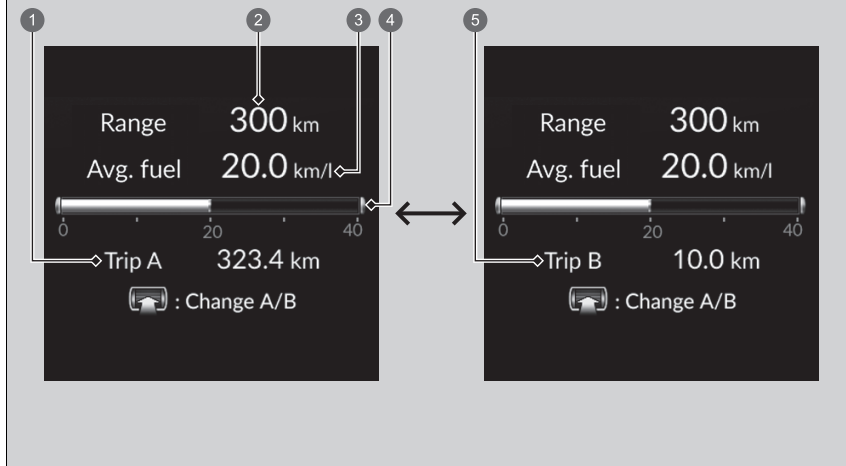 1 2 3 4 5
Range 300 km
Avg. fuel 20.0 km/l
0 20 40
Trip A 323.4 km
: Change A/B
Range 300 km
Avg. fuel 20.0 km/l
0 20 40
Trip B 10.0 km
: Change A/B